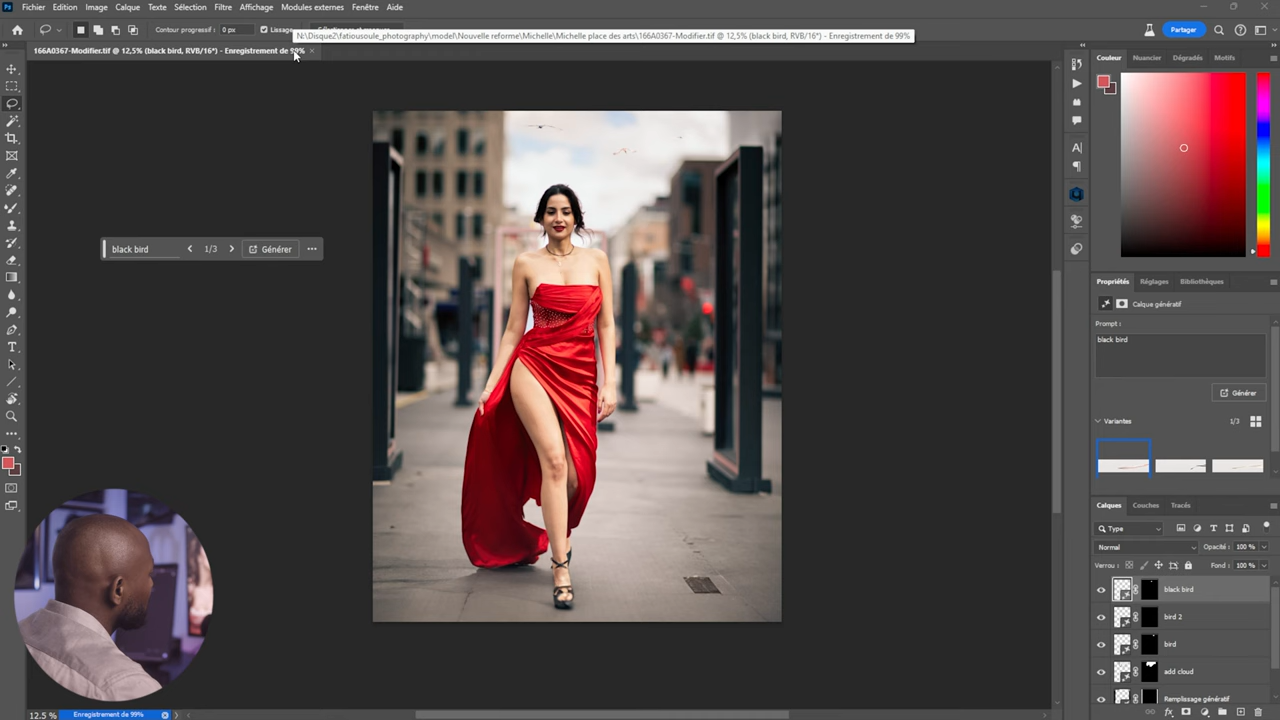 Fichier Edition Image Calque Texte Sélection Filtre Affichage Modules externes Fenêtre Aide
Contour progressif : 0 px Lissage
Partager
N:\Disque2\fatiousoule_photography\model\Nouvelle reforme\Michelle\Michelle place des arts\166A0367-Modifier.tif @ 12,5% (black bird, RVB/16*) - Enregistrement de 99%
166A0367-Modifier.tif @ 12,5% (black bird, RVB/16*) - Enregistrement de 99%
Couleur Nuancier Dégradés Motifs
black bird 1/3 Générer
Propriétés Réglages Bibliothèques
Calque génératif
Prompt :
black bird
Générer
Variantes 1/3
Calques Couches Tracés
Type
Normal Opacité : 100 %
Verrou : Fond : 100 %
black bird
bird 2
bird
add cloud
Remplissage génératif
12.5 % Enregistrement de 99%